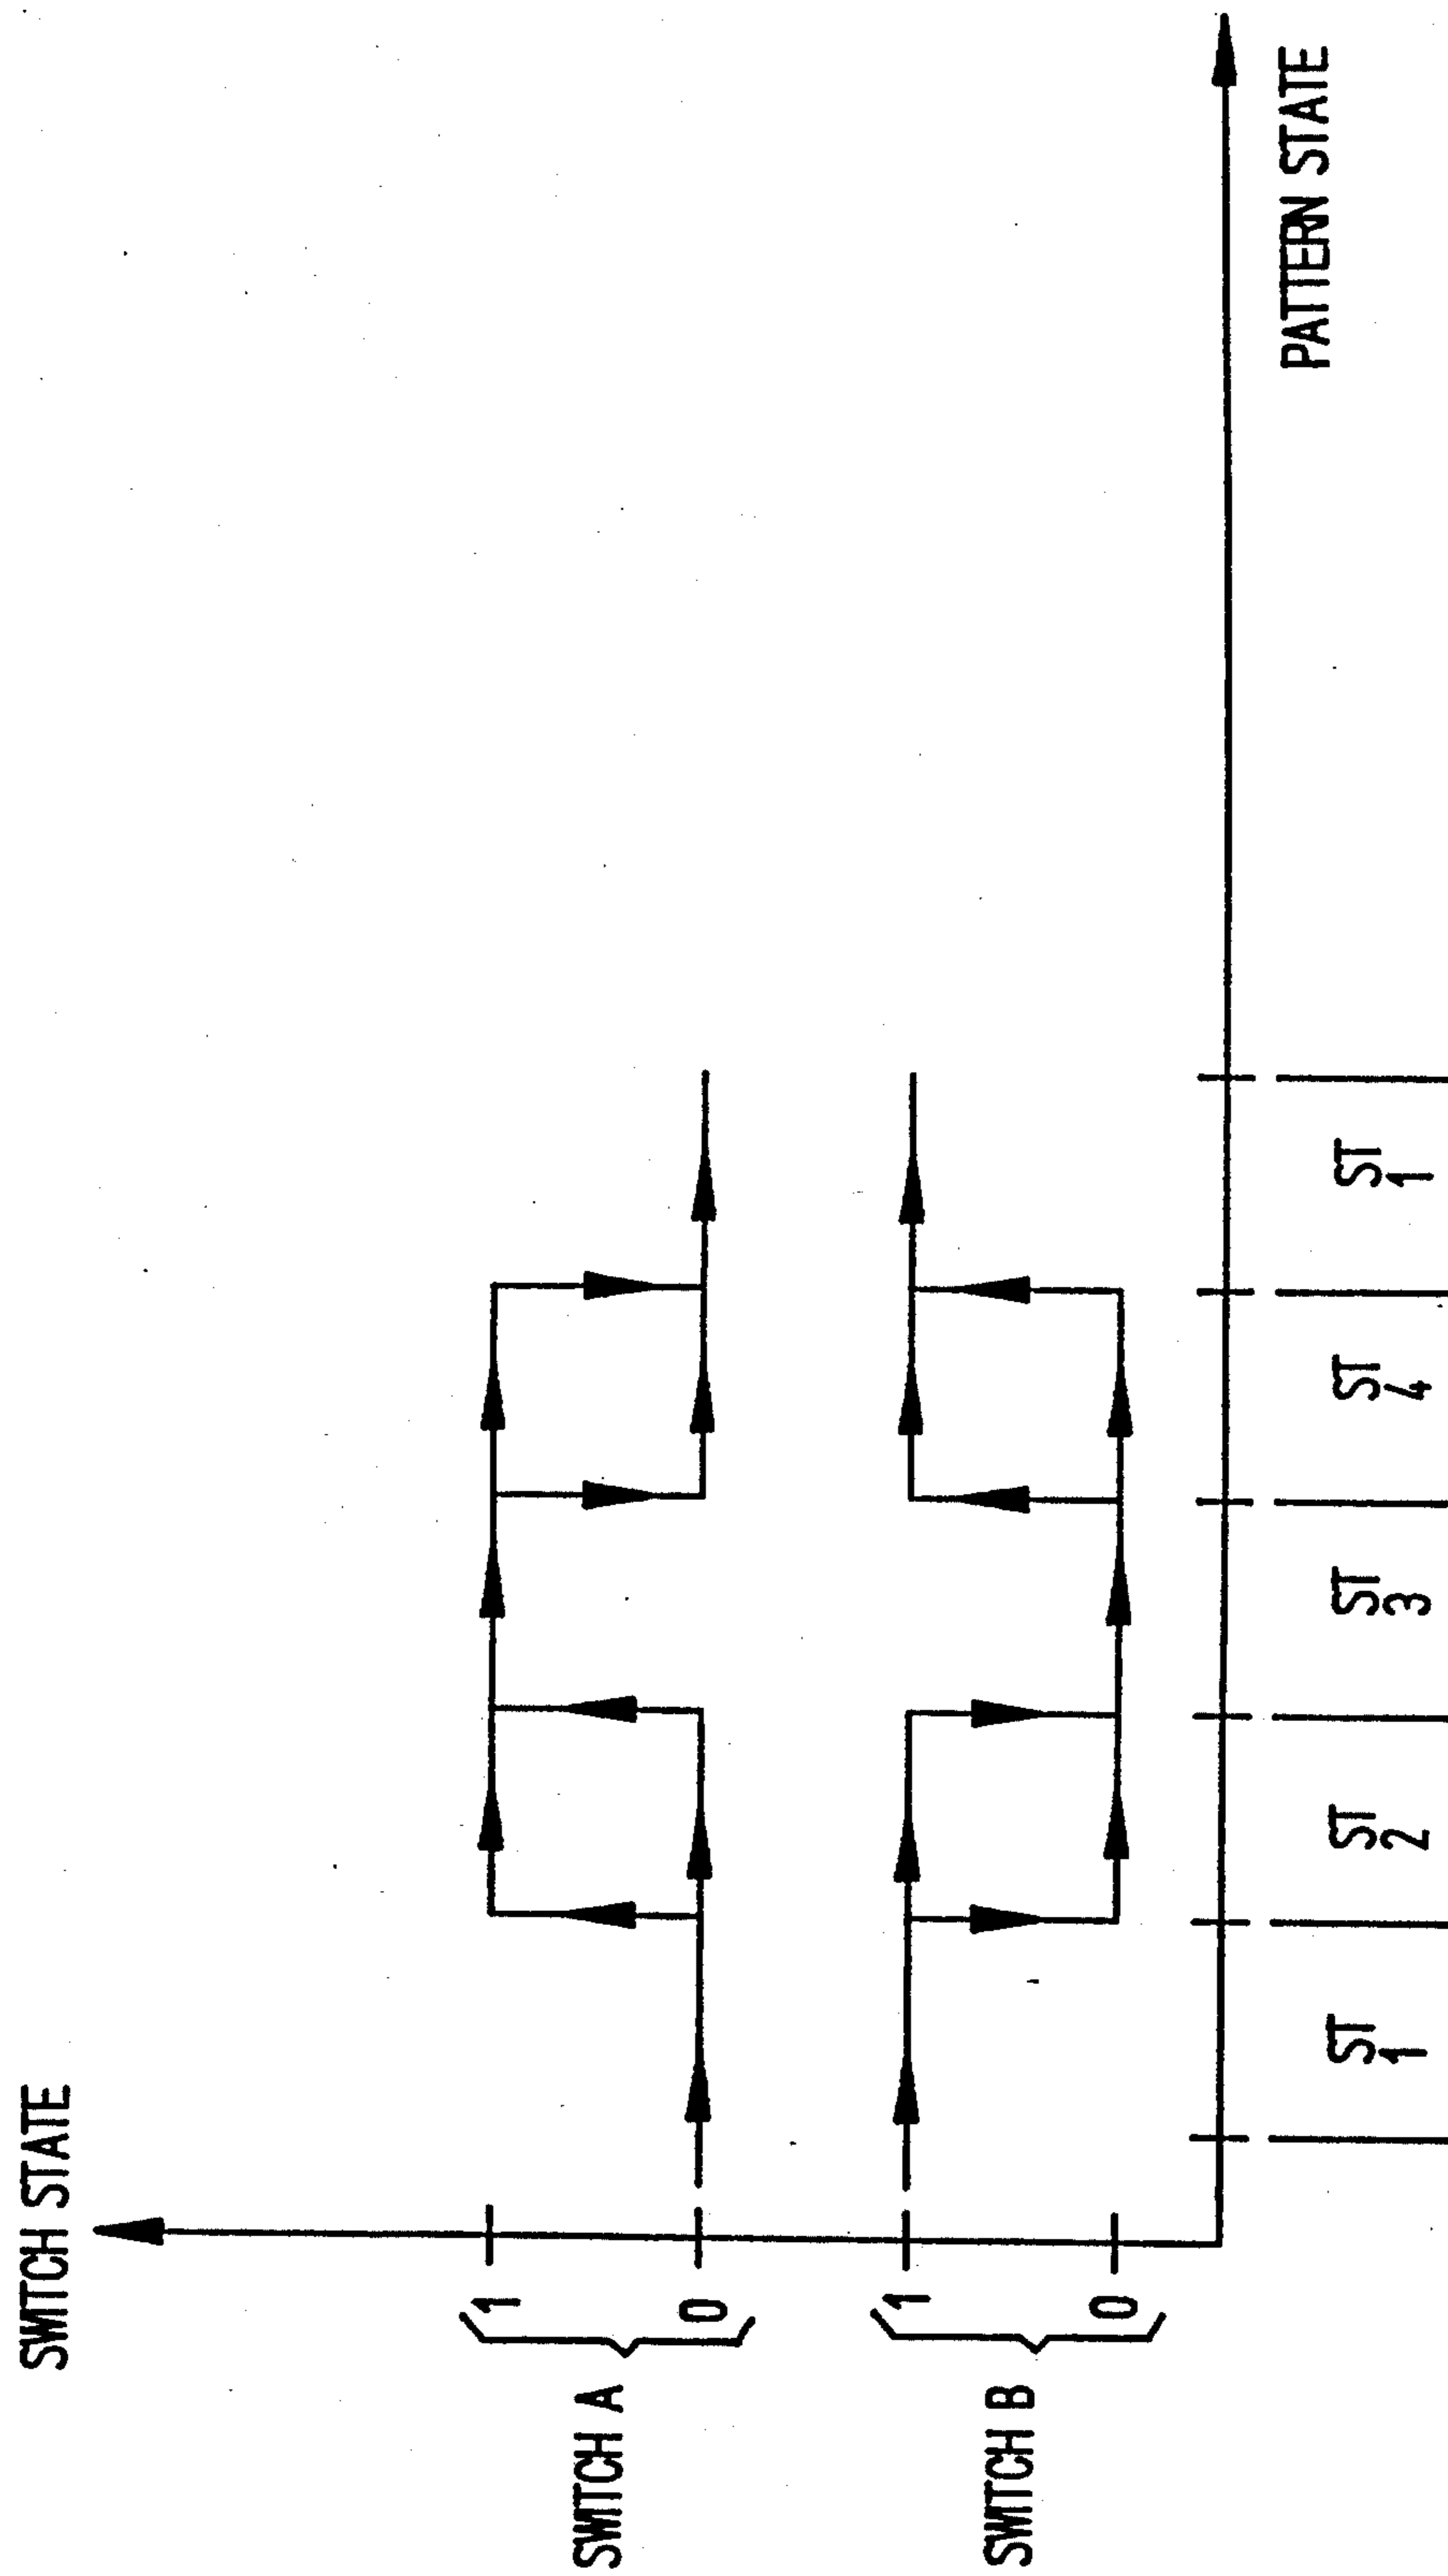 SWITCH STATE
1
SWITCH A
0
1
SWITCH B
0
PATTERN STATE
ST ST ST ST ST
1 2 3 4 1